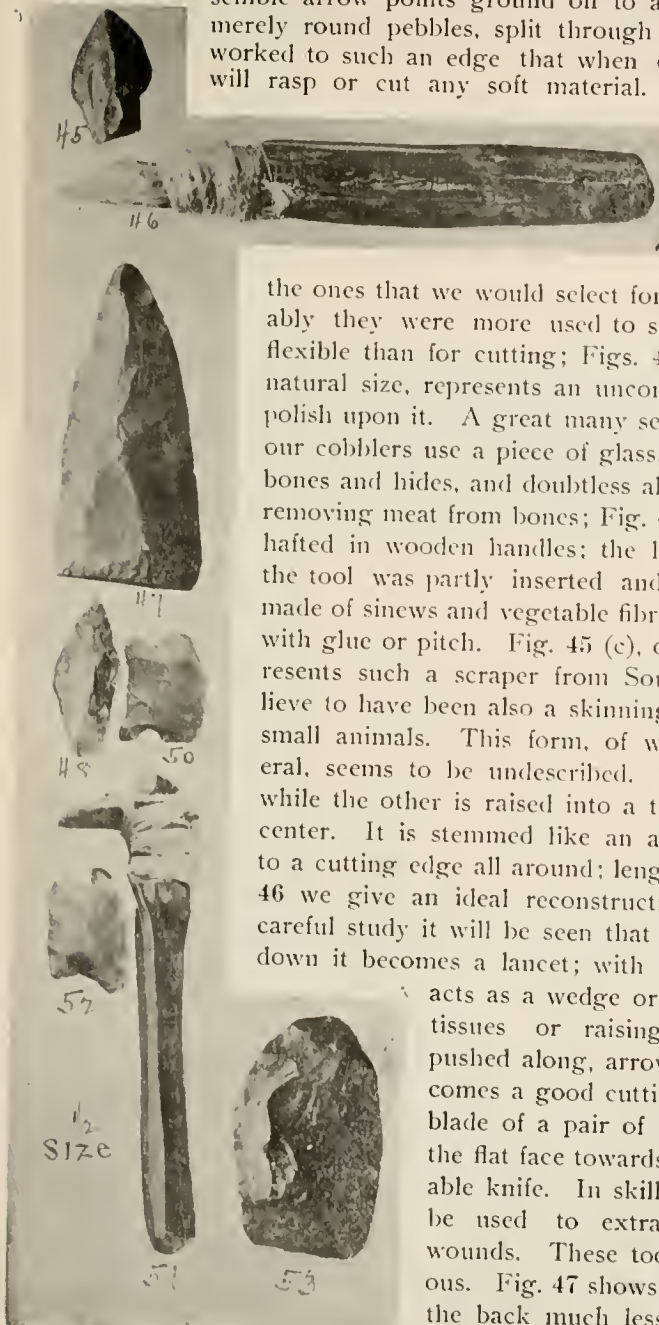 semble arrow points ground off to a
merely round pebbles, split through
worked to such an edge that when
will rasp or cut any soft material.
45
46
the ones that we would select for
ably they were more used to s
flexible than for cutting; Figs. 4
natural size, represents an uncom
polish upon it. A great many sc
our cobblers use a piece of glass,
bones and hides, and doubtless al
removing meat from bones; Fig.
hafted in wooden handles; the l
the tool was partly inserted and
made of sinews and vegetable fibr
with glue or pitch. Fig. 45 (c), o
resents such a scraper from Sor
lieve to have been also a skinning
small animals. This form, of w
eral, seems to be undescribed.
while the other is raised into a t
center. It is stemmed like an a
to a cutting edge all around; leng
46 we give an ideal reconstruct
careful study it will be seen that
down it becomes a lancet; with
acts as a wedge or
tissues or raising
pushed along, arrow
comes a good cutti
blade of a pair of
the flat face towards
able knife. In skill
be used to extra
wounds. These too
ous. Fig. 47 shows
the back much less
47
48
50
52
1/2
SIZE
51
53